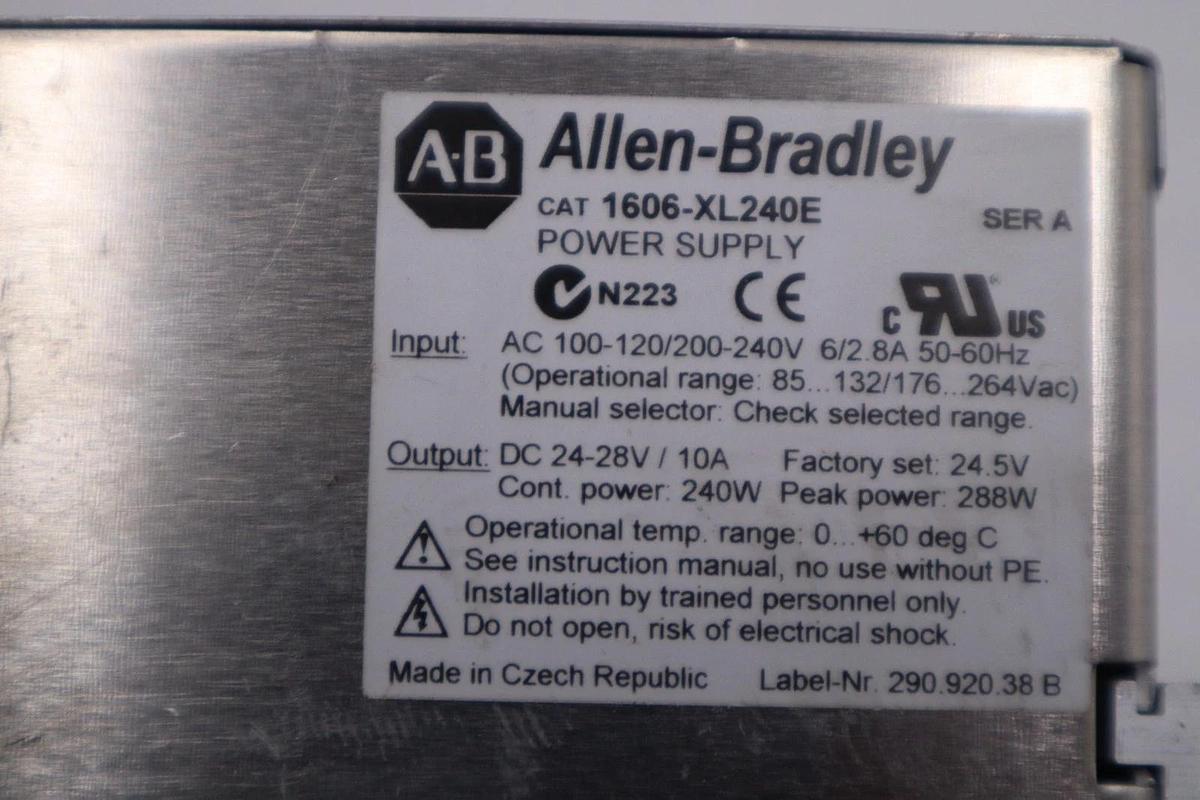 A-B Allen-Bradley
CAT 1606-XL240E SER A
POWER SUPPLY
N223 CE c RU US
Input: AC 100-120/200-240V 6/2.8A 50-60Hz
(Operational range: 85...132/176...264Vac)
Manual selector: Check selected range.
Output: DC 24-28V / 10A Factory set: 24.5V
Cont. power: 240W Peak power: 288W
Operational temp. range: 0...+60 deg C
See instruction manual, no use without PE.
Installation by trained personnel only.
Do not open, risk of electrical shock.
Made in Czech Republic Label-Nr. 290.920.38 B